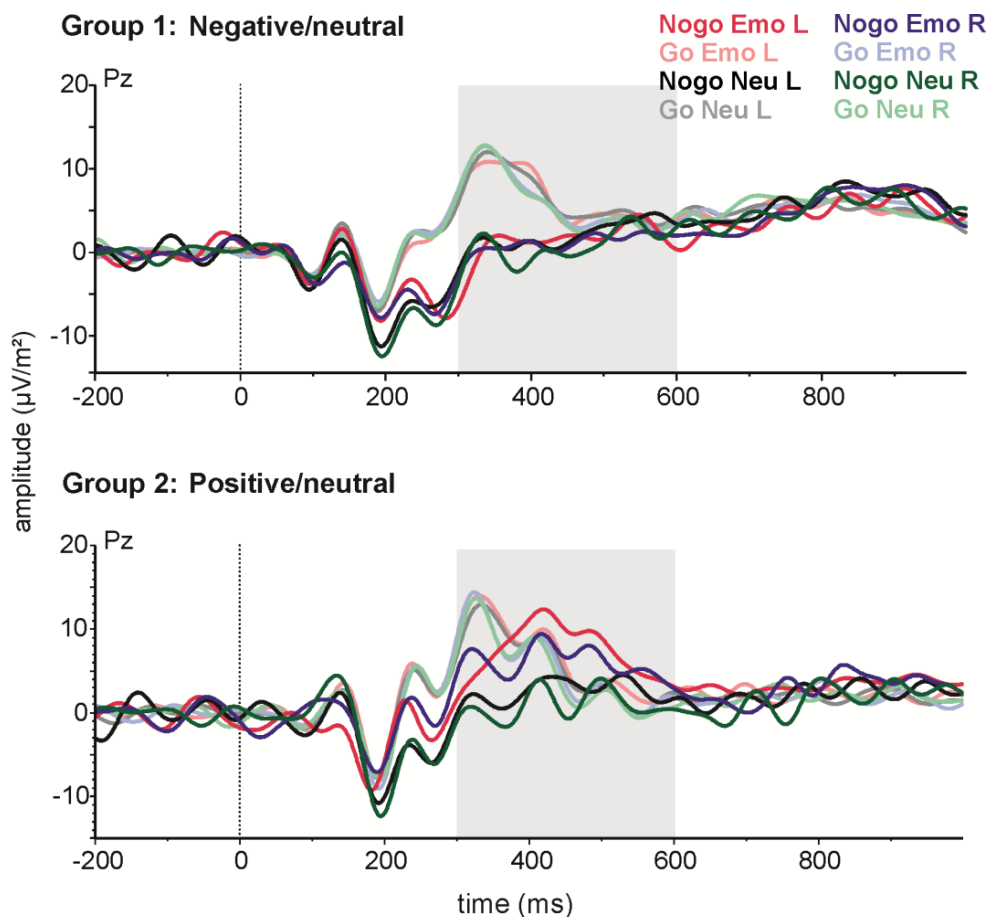 Group 1: Negative/neutral
Nogo Emo L Nogo Emo R
Go Emo L Go Emo R
Nogo Neu L Nogo Neu R
Go Neu L Go Neu R
Pz
20
10
0
-10
-200 0 200 400 600 800
amplitude (µV/m²)
Group 2: Positive/neutral
Pz
20
10
0
-10
-200 0 200 400 600 800
time (ms)